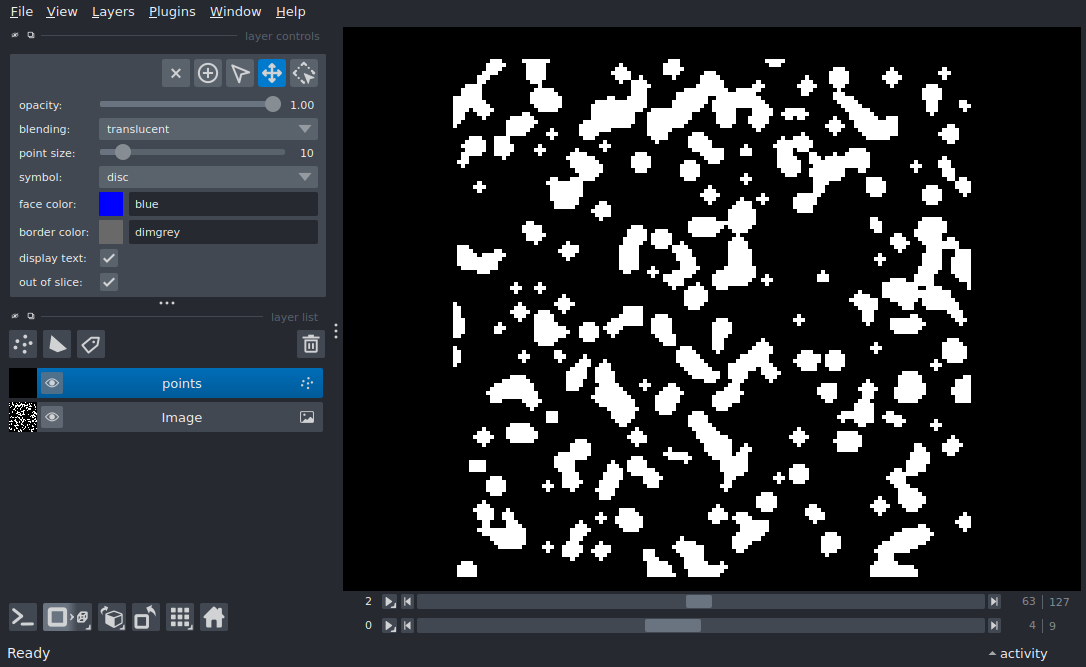 File View Layers Plugins Window Help
layer controls
opacity: 1.00
blending: translucent
point size: 10
symbol: disc
face color: blue
border color: dimgrey
display text:
out of slice:
layer list
points
Image
2 63 | 127
0 4 | 9
Ready activity